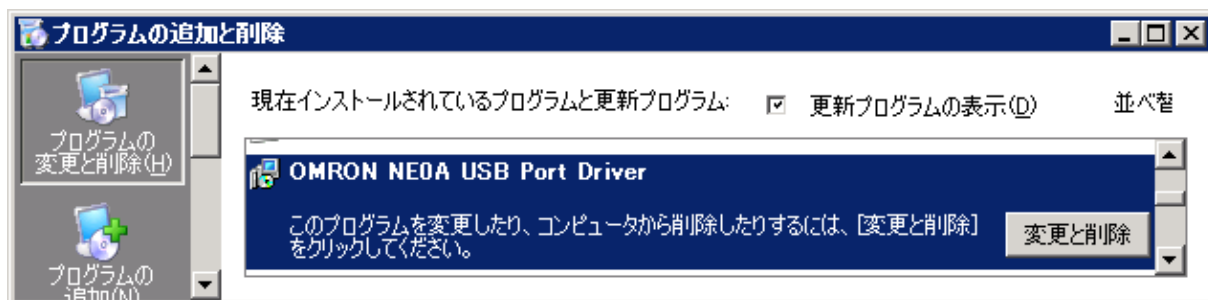 プログラムの追加と削除
プログラムの
変更と削除(H)
現在インストールされているプログラムと更新プログラム:
更新プログラムの表示(D)
並べ替
OMRON NE0A USB Port Driver
このプログラムを変更したり、コンピュータから削除したりするには、[変更と削除]
をクリックしてください。
変更と削除
プログラムの
追加(N)